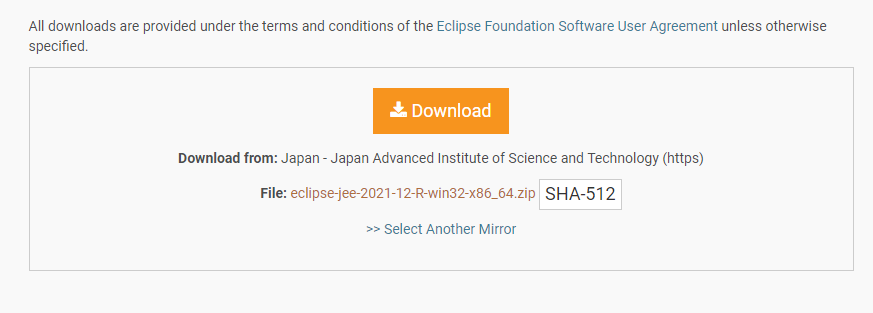 All downloads are provided under the terms and conditions of the Eclipse Foundation Software User Agreement unless otherwise
specified.
Download
Download from: Japan - Japan Advanced Institute of Science and Technology (https)
File: eclipse-jee-2021-12-R-win32-x86_64.zip SHA-512
>> Select Another Mirror